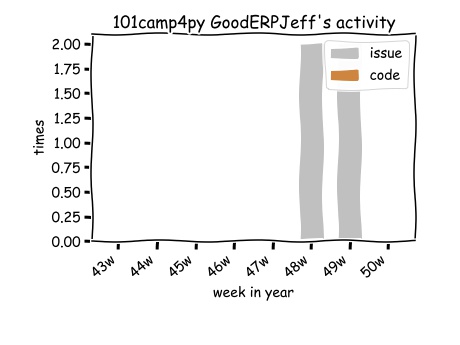 101camp4py GoodERPJeff's activity
2.00
1.75
1.50
1.25
1.00
0.75
0.50
0.25
0.00
times
issue
code
43w 44w 45w 46w 47w 48w 49w 50w
week in year